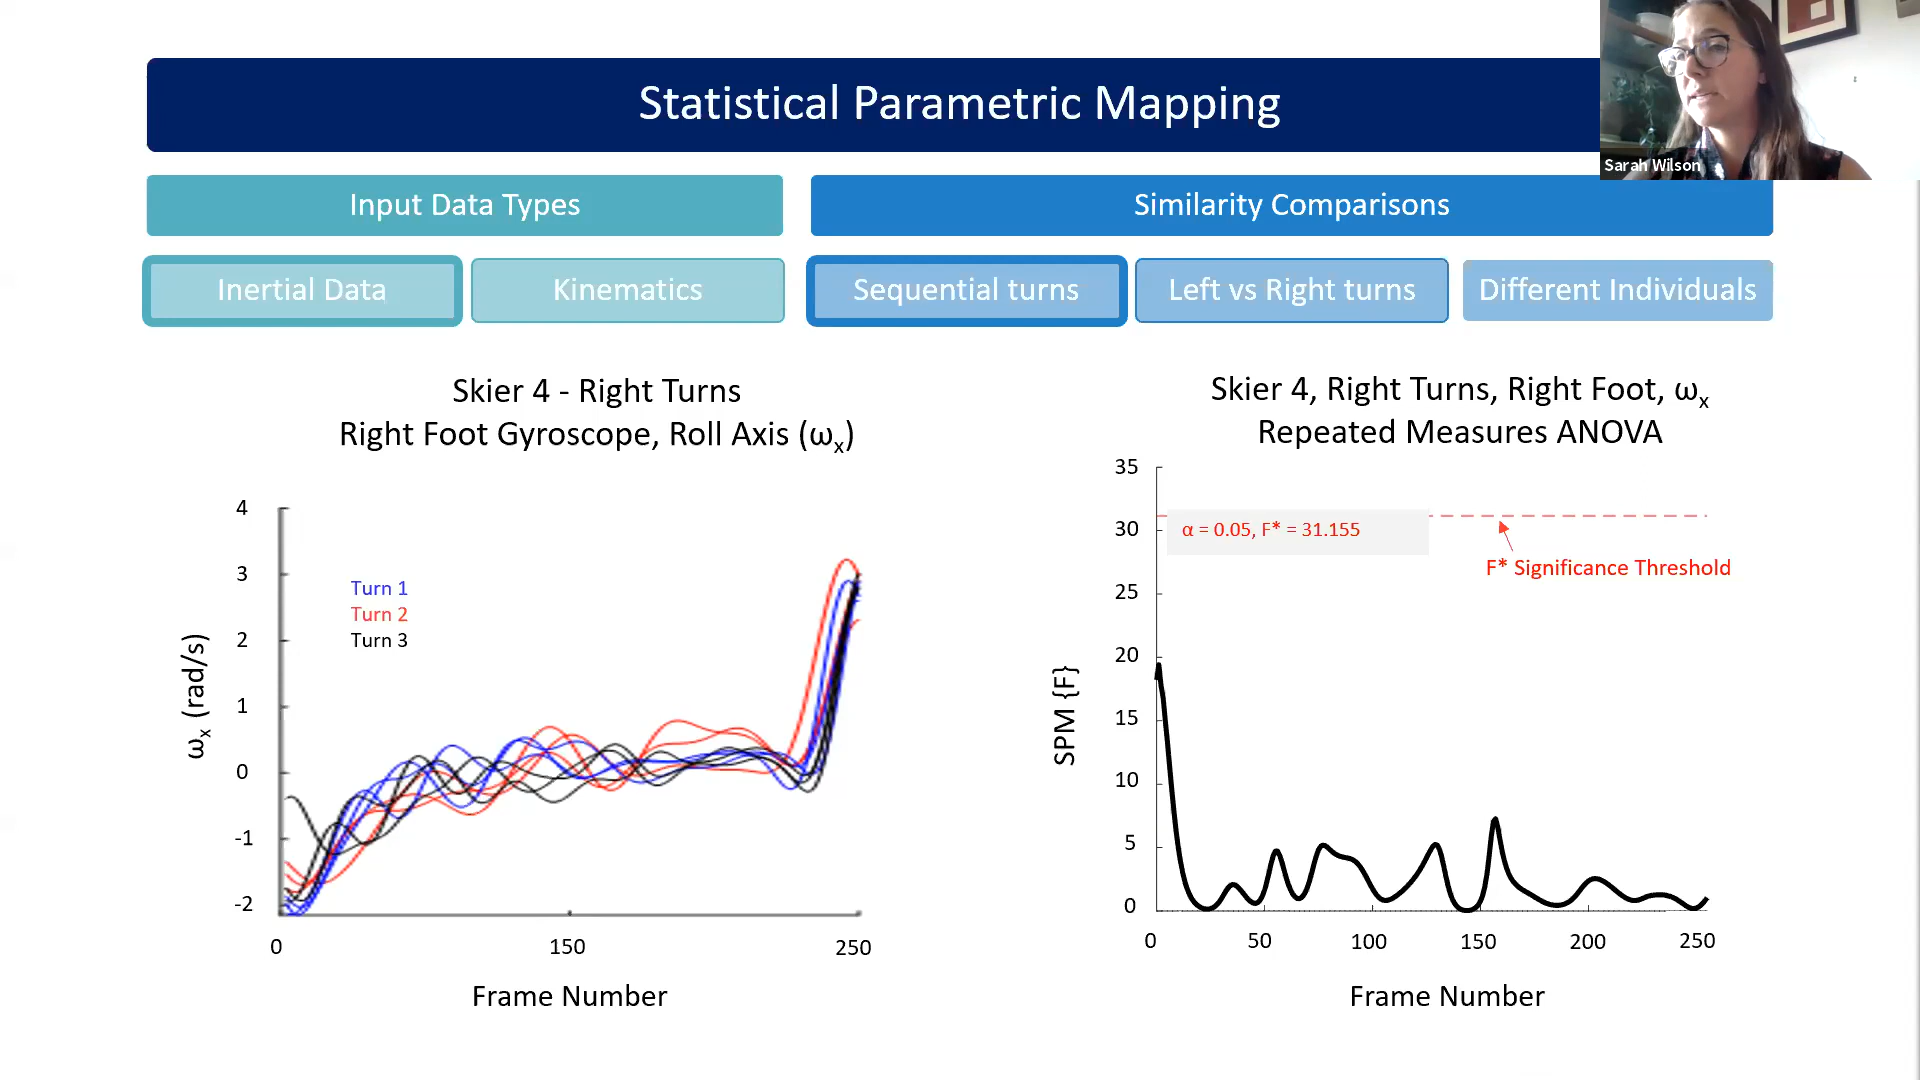 Statistical Parametric Mapping
Sarah Wilson
Input Data Types
Similarity Comparisons
Inertial Data
Kinematics
Sequential turns
Left vs Right turns
Different Individuals
Skier 4 - Right Turns
Right Foot Gyroscope, Roll Axis (ωx)
4
3
2
1
0
-1
-2
Turn 1
Turn 2
Turn 3
ωx (rad/s)
0
150
250
Frame Number
Skier 4, Right Turns, Right Foot, ωx
Repeated Measures ANOVA
35
30
25
20
15
10
5
0
α = 0.05, F* = 31.155
F* Significance Threshold
SPM {F}
0
50
100
150
200
250
Frame Number